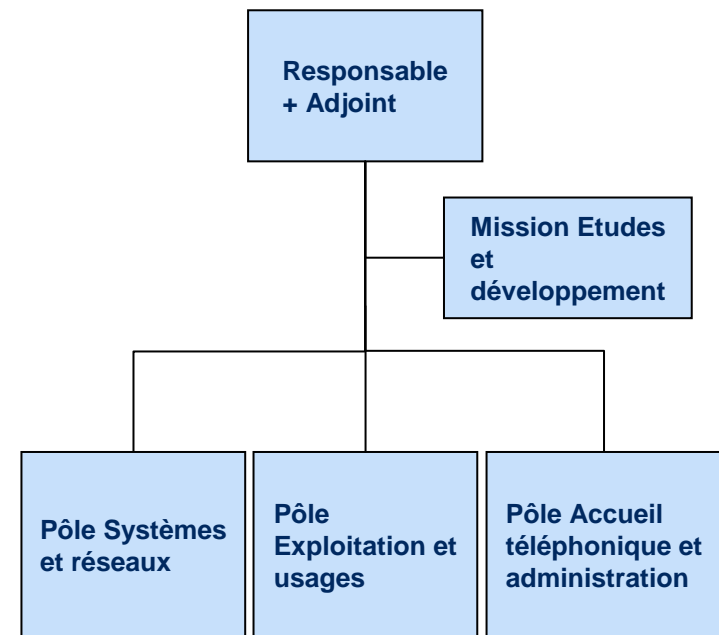 Responsable
+ Adjoint
Mission Etudes
et
développement
Pôle Systèmes
et réseaux
Pôle
Exploitation et
usages
Pôle Accueil
téléphonique et
administration